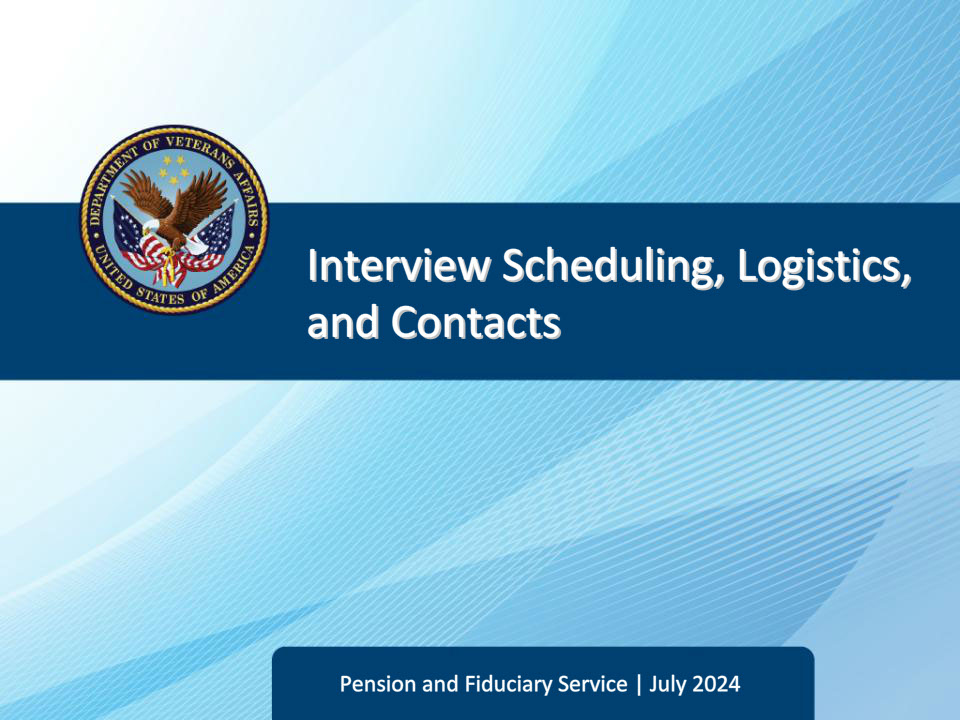 DEPARTMENT OF VETERANS AFFAIRS
UNITED STATES OF AMERICA
Interview Scheduling, Logistics,
and Contacts
Pension and Fiduciary Service | July 2024